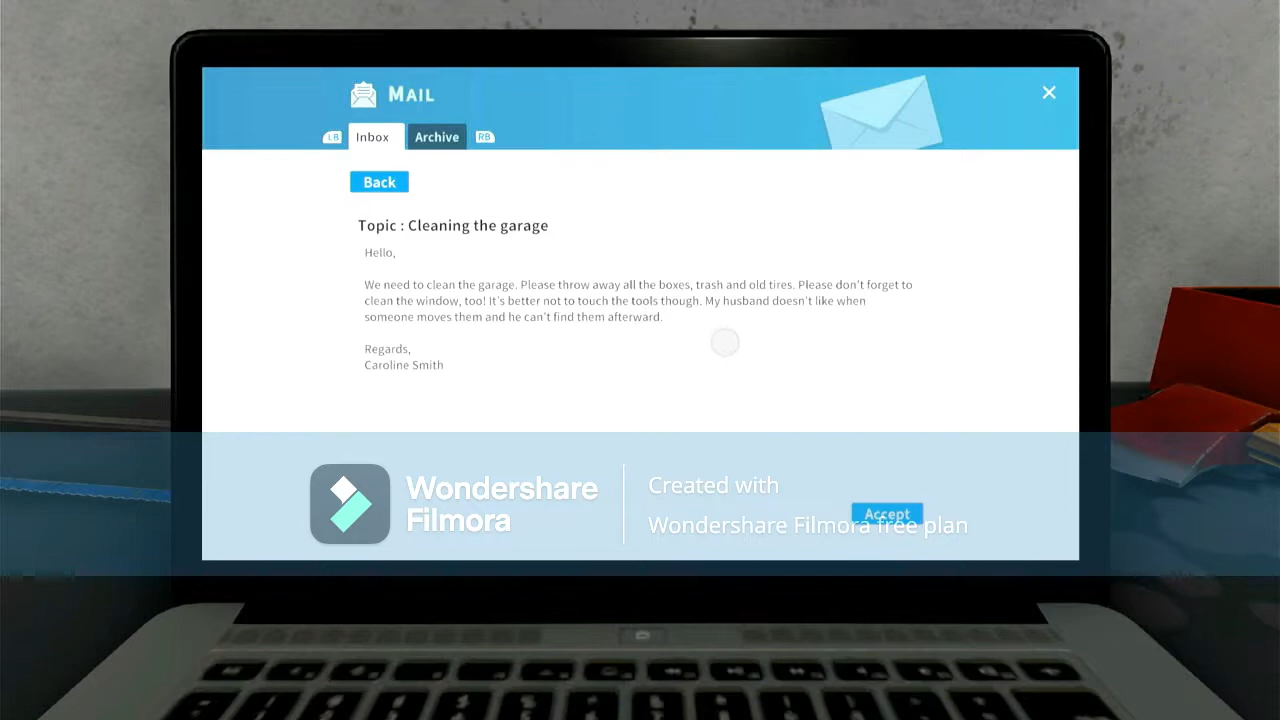 MAIL
LB
Inbox
Archive
RB
Back
Topic : Cleaning the garage
Hello,
We need to clean the garage. Please throw away all the boxes, trash and old tires. Please don't forget to
clean the window, too! It's better not to touch the tools though. My husband doesn't like when
someone moves them and he can't find them afterward.
Regards,
Caroline Smith
Wondershare
Filmora
Created with
Wondershare Filmora free plan
Accept